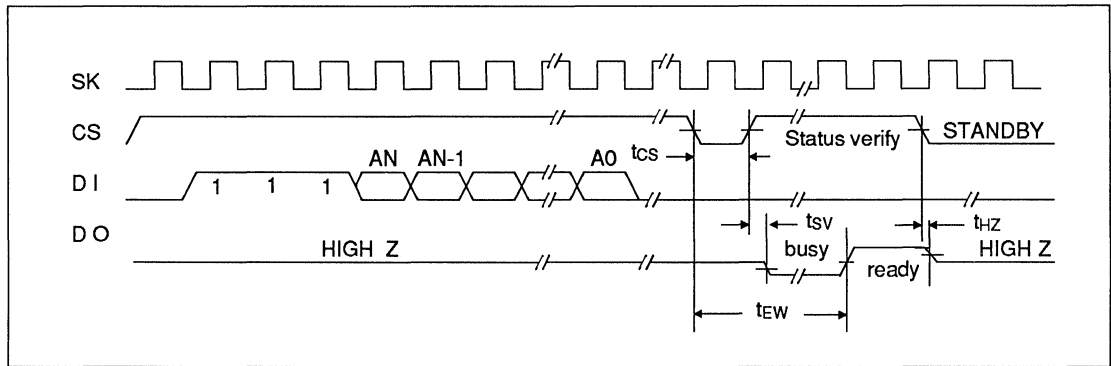 SK
CS
Status verify
STANDBY
tCS
AN
AN-1
A0
DI
1 1 1
tSV
tHZ
DO
HIGH Z
busy
ready
HIGH Z
tEW